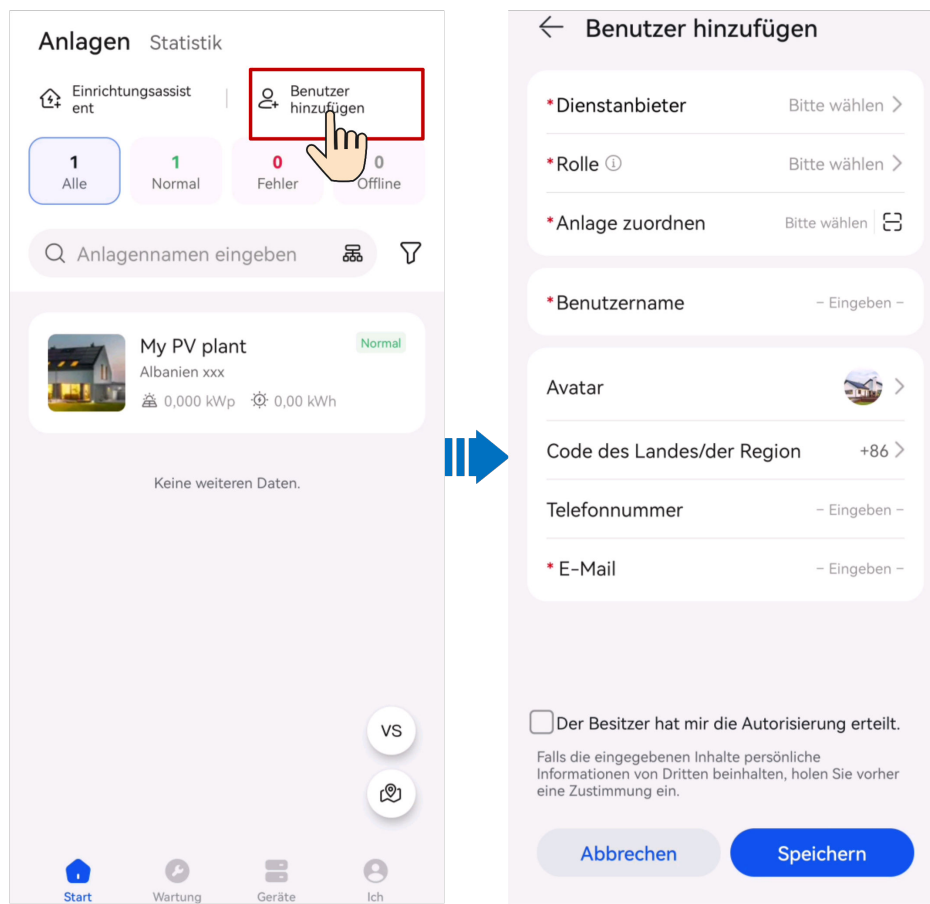 Anlagen Statistik
Einrichtungsassist
ent
Benutzer
hinzufügen
1
Alle
1
Normal
0
Fehler
0
Offline
Anlagennamen eingeben
My PV plant
Normal
Albanien xxx
0,000 kWp 0,00 kWh
Keine weiteren Daten.
VS
Start Wartung Geräte Ich
Benutzer hinzufügen
*Dienstanbieter Bitte wählen
*Rolle Bitte wählen
*Anlage zuordnen Bitte wählen
*Benutzername - Eingeben -
Avatar
Code des Landes/der Region +86
Telefonnummer - Eingeben -
* E-Mail - Eingeben -
Der Besitzer hat mir die Autorisierung erteilt.
Falls die eingegebenen Inhalte persönliche
Informationen von Dritten beinhalten, holen Sie vorher
eine Zustimmung ein.
Abbrechen Speichern